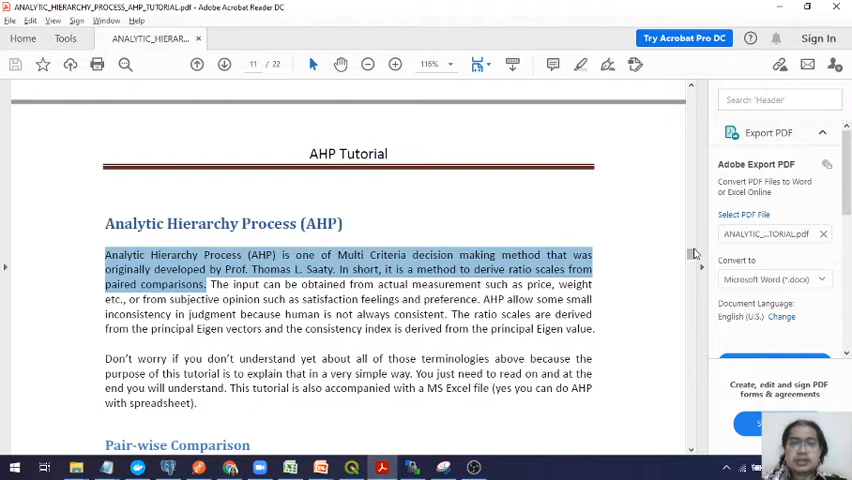 ANALYTIC_HIERARCHY_PROCESS_AHP_TUTORIAL.pdf - Adobe Acrobat Reader DC
File Edit View Sign Window Help
Home Tools ANALYTIC_HIERAR... × Try Acrobat Pro DC Sign In
11 / 22 116%
Search 'Header'
Export PDF
Adobe Export PDF
Convert PDF Files to Word
or Excel Online
Select PDF File
ANALYTIC_...TORIAL.pdf
Convert to
Microsoft Word (*.docx)
Document Language:
English (U.S.) Change
Create, edit and sign PDF
forms & agreements
AHP Tutorial
Analytic Hierarchy Process (AHP)
Analytic Hierarchy Process (AHP) is one of Multi Criteria decision making method that was
originally developed by Prof. Thomas L. Saaty. In short, it is a method to derive ratio scales from
paired comparisons. The input can be obtained from actual measurement such as price, weight
etc., or from subjective opinion such as satisfaction feelings and preference. AHP allow some small
inconsistency in judgment because human is not always consistent. The ratio scales are derived
from the principal Eigen vectors and the consistency index is derived from the principal Eigen value.
Don't worry if you don't understand yet about all of those terminologies above because the
purpose of this tutorial is to explain that in a very simple way. You just need to read on and at the
end you will understand. This tutorial is also accompanied with a MS Excel file (yes you can do AHP
with spreadsheet).
Pair-wise Comparison